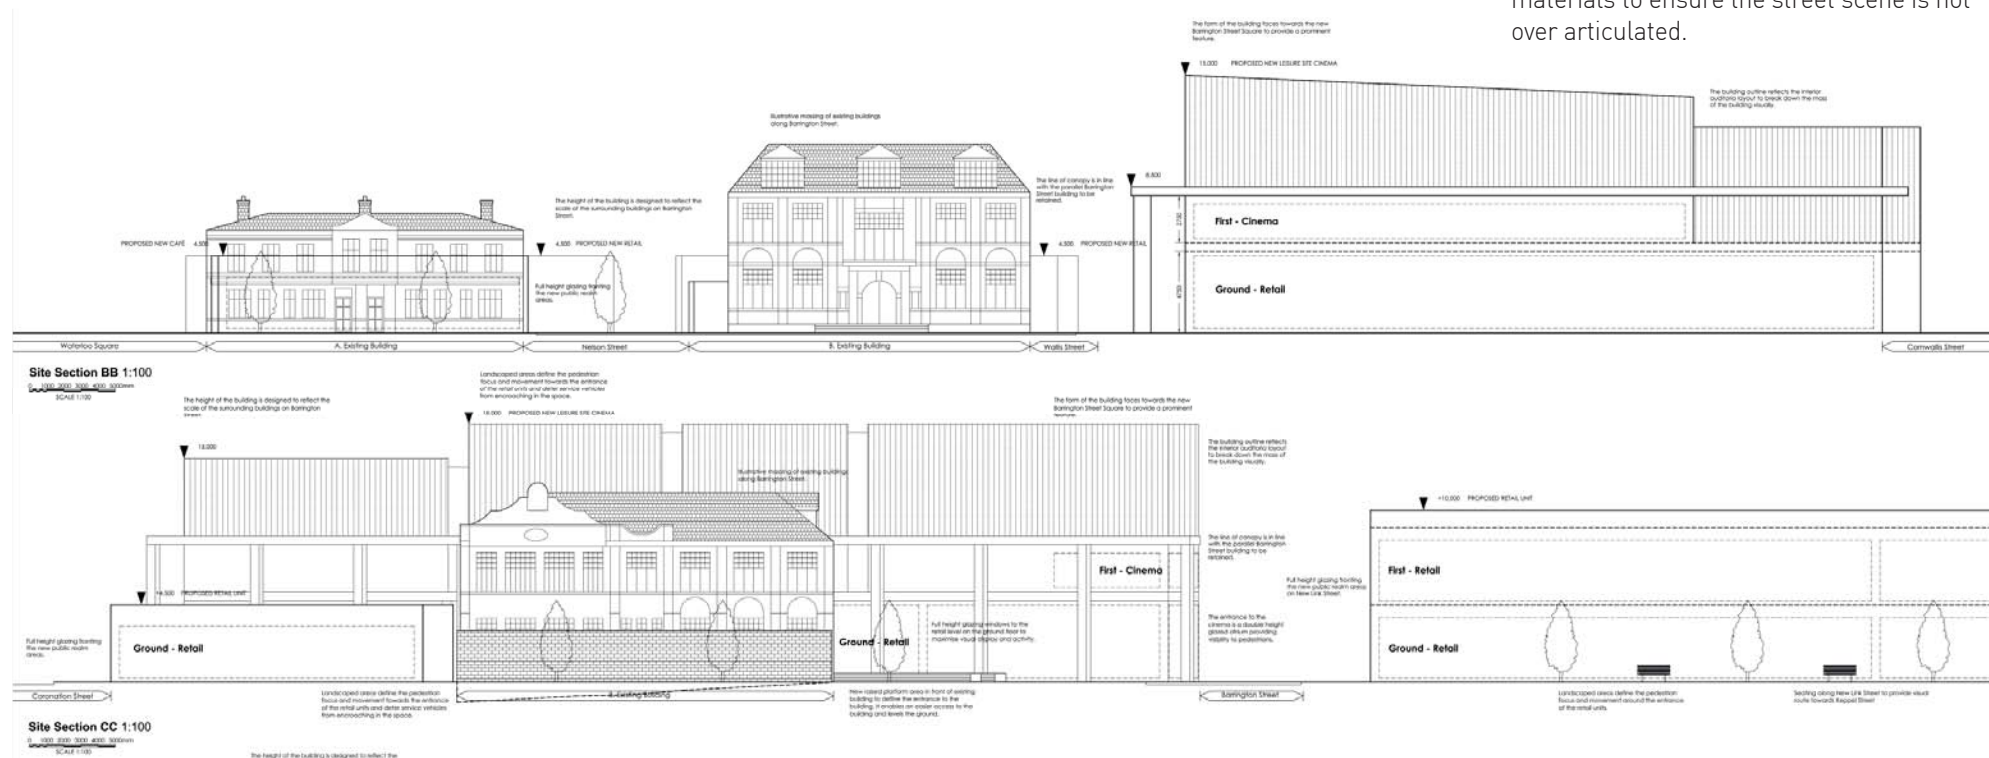 materials to ensure the street scene is not
over articulated.
The form of the building faces towards the new
Barrington Street Square to provide a prominent
feature.
15,000 PROPOSED NEW LEISURE SITE CINEMA
The building outline reflects the interior
auditoria layout to break down the mass
of the building visually.
Illustrative massing of existing buildings
along Barrington Street.
The line of canopy is in line
with the parallel Barrington
Street building to be
retained.
8,500
The height of the building is designed to reflect the
scale of the surrounding buildings on Barrington
Street.
PROPOSED NEW CAFÉ 4,500
4,500 PROPOSED NEW RETAIL
4,500 PROPOSED NEW RETAIL
First - Cinema
2700
Full height glazing fronting
the new public realm
areas.
Ground - Retail
4750
Waterloo Square
A. Existing Building
Nelson Street
B. Existing Building
Wallis Street
Cornwallis Street
Site Section BB 1:100
0 1000 2000 3000 4000 5000mm
SCALE 1:100
The height of the building is designed to reflect the
scale of the surrounding buildings on Barrington
Street.
Landscaped areas define the pedestrian
focus and movement towards the entrance
of the retail units and deter service vehicles
from encroaching in the space.
The form of the building faces towards the new
Barrington Street Square to provide a prominent
feature.
PROPOSED NEW LEISURE SITE CINEMA
The building outline reflects
the interior auditoria layout
to break down the mass of
the building visually.
Illustrative massing of existing buildings
along Barrington Street.
+10,000 PROPOSED RETAIL UNIT
The line of canopy is in line
with the parallel Barrington
Street building to be
retained.
First - Cinema
First - Retail
Full height glazing fronting
the new public realm areas
on New Link Street.
+4,500 PROPOSED RETAIL UNIT
The entrance to the
cinema is a double height
glazed atrium providing
visibility to pedestrians.
Full height glazing windows to the
retail level on the ground floor to
maximise visual display and activity.
Full height glazing fronting
the new public realm
areas.
Ground - Retail
Ground - Retail
Ground - Retail
Coronation Street
Landscaped areas define the pedestrian
focus and movement towards the entrance
of the retail units and deter service vehicles
from encroaching in the space.
B. Existing Building
New raised platform area in front of existing
building to define the entrance to the
building. It enables an easier access to the
building and levels the ground.
Barrington Street
Landscaped areas define the pedestrian
focus and movement around the entrance
of the retail units.
Seating along New Link Street to provide visual
route towards Keppel Street
Site Section CC 1:100
0 1000 2000 3000 4000 5000mm
SCALE 1:100
The height of the building is designed to reflect the